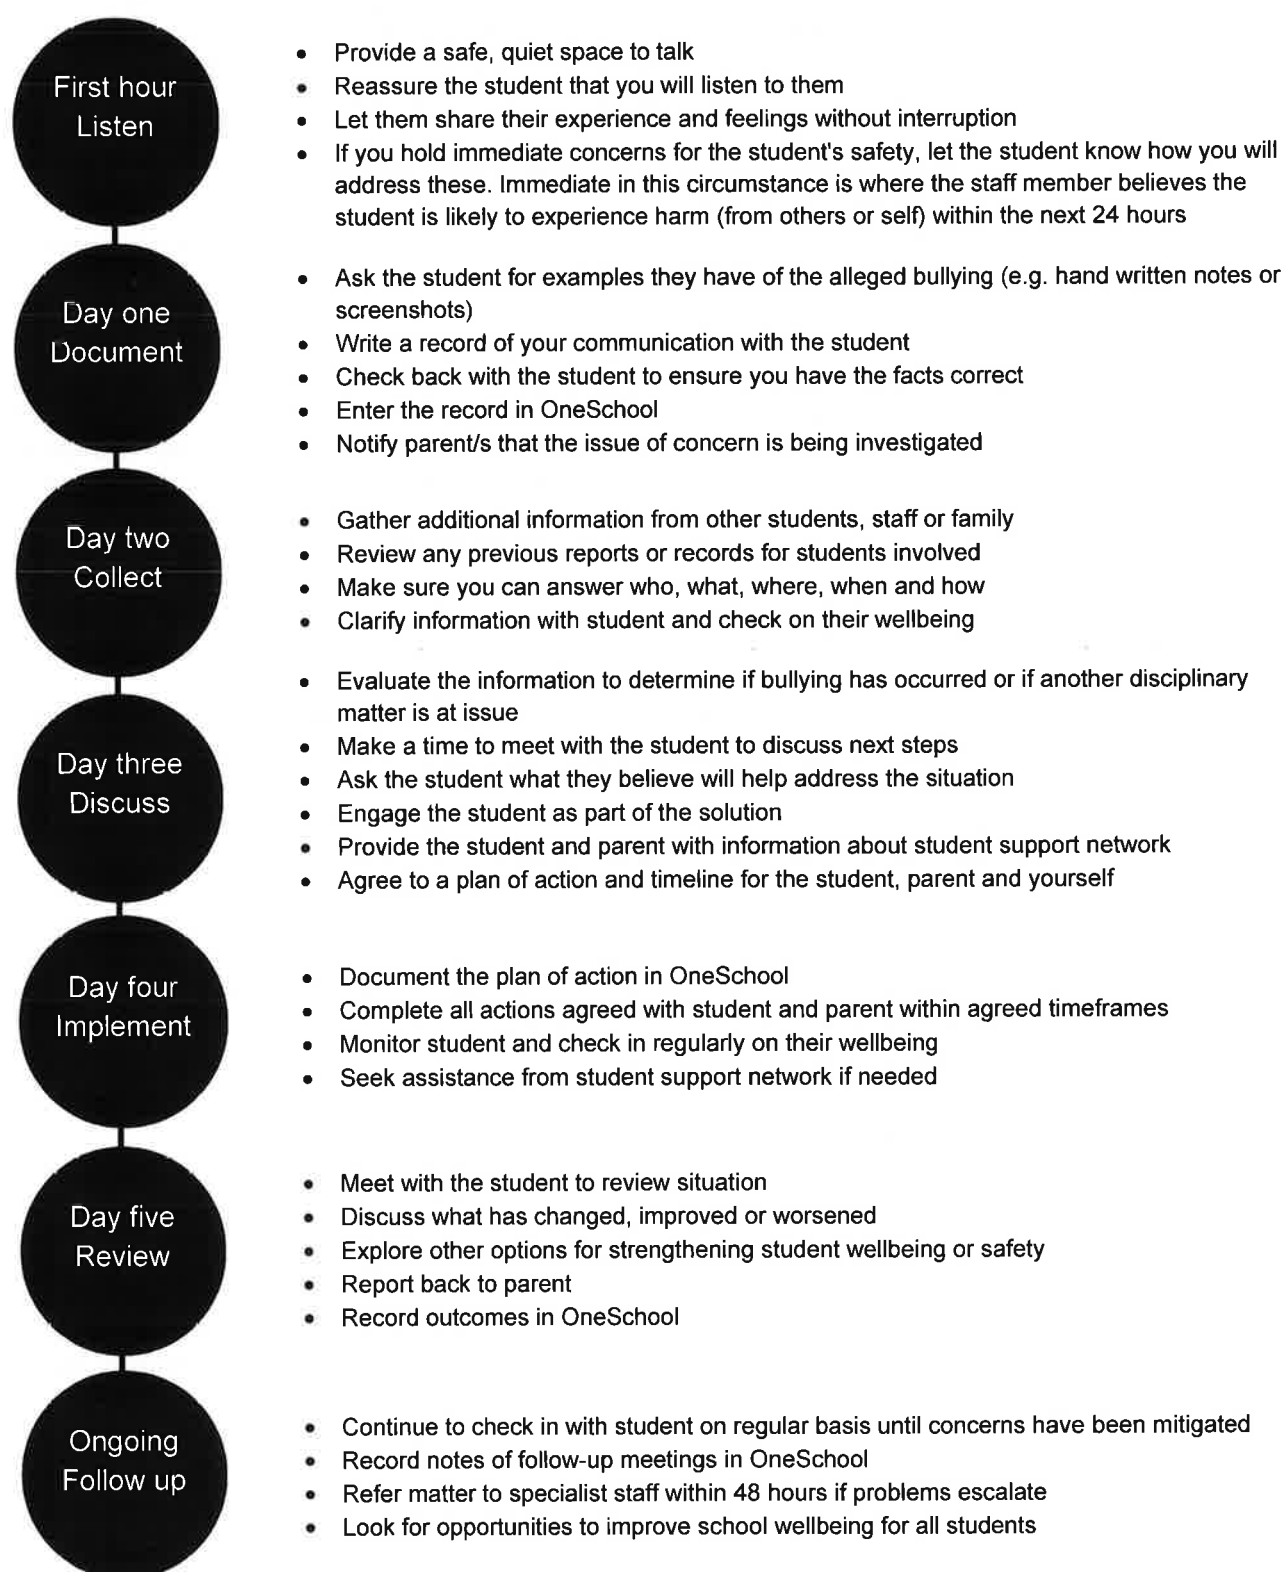 First hour
Listen
• Provide a safe, quiet space to talk
• Reassure the student that you will listen to them
• Let them share their experience and feelings without interruption
• If you hold immediate concerns for the student's safety, let the student know how you will
address these. Immediate in this circumstance is where the staff member believes the
student is likely to experience harm (from others or self) within the next 24 hours
Day one
Document
• Ask the student for examples they have of the alleged bullying (e.g. hand written notes or
screenshots)
• Write a record of your communication with the student
• Check back with the student to ensure you have the facts correct
• Enter the record in OneSchool
• Notify parent/s that the issue of concern is being investigated
Day two
Collect
• Gather additional information from other students, staff or family
• Review any previous reports or records for students involved
• Make sure you can answer who, what, where, when and how
• Clarify information with student and check on their wellbeing
Day three
Discuss
• Evaluate the information to determine if bullying has occurred or if another disciplinary
matter is at issue
• Make a time to meet with the student to discuss next steps
• Ask the student what they believe will help address the situation
• Engage the student as part of the solution
• Provide the student and parent with information about student support network
• Agree to a plan of action and timeline for the student, parent and yourself
Day four
Implement
• Document the plan of action in OneSchool
• Complete all actions agreed with student and parent within agreed timeframes
• Monitor student and check in regularly on their wellbeing
• Seek assistance from student support network if needed
Day five
Review
• Meet with the student to review situation
• Discuss what has changed, improved or worsened
• Explore other options for strengthening student wellbeing or safety
• Report back to parent
• Record outcomes in OneSchool
Ongoing
Follow up
• Continue to check in with student on regular basis until concerns have been mitigated
• Record notes of follow-up meetings in OneSchool
• Refer matter to specialist staff within 48 hours if problems escalate
• Look for opportunities to improve school wellbeing for all students